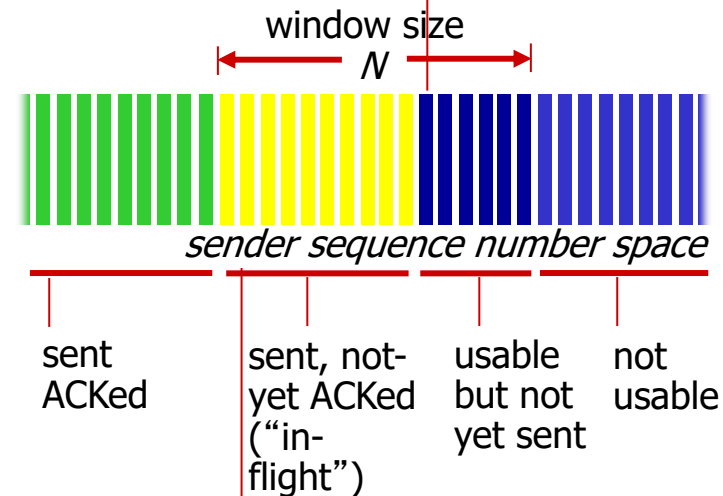 window size
N
sender sequence number space
sent
ACKed
sent, not-
yet ACKed
(“in-
flight”)
usable
but not
yet sent
not
usable